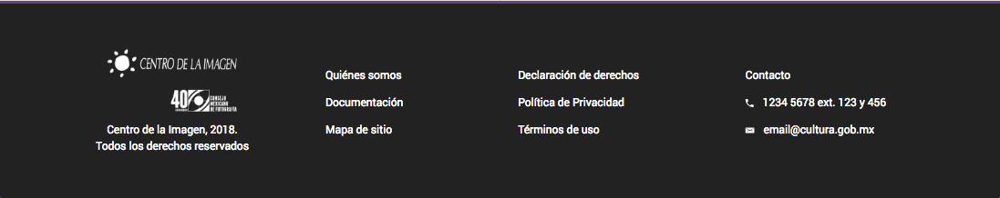 CENTRO DE LA IMAGEN
40
CONSEJO
MEXICANO
DE FOTOGRAFÍA
Centro de la Imagen, 2018.
Todos los derechos reservados
Quiénes somos
Documentación
Mapa de sitio
Declaración de derechos
Política de Privacidad
Términos de uso
Contacto
1234 5678 ext. 123 y 456
email@cultura.gob.mx